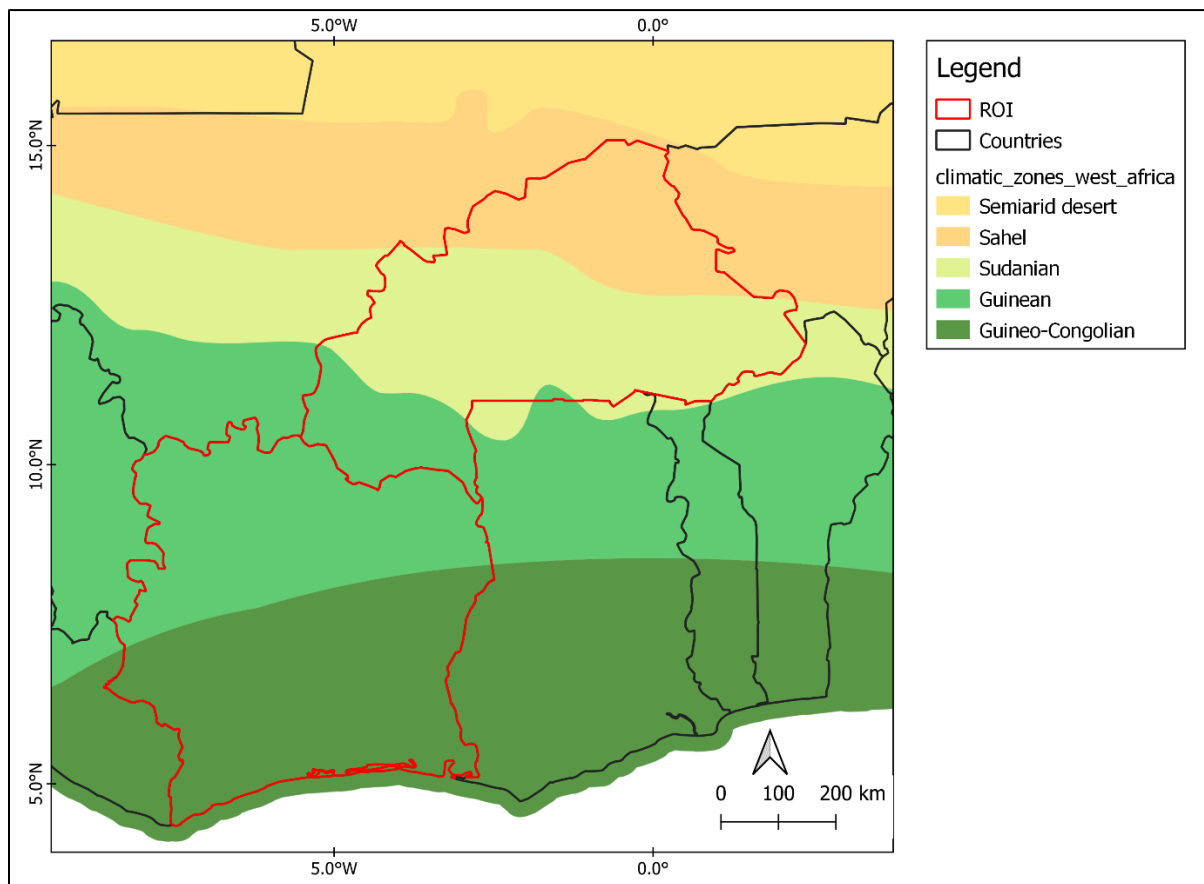 5.0°W 0.0°
15.0°N
10.0°N
5.0°N
5.0°W 0.0°
0 100 200 km
Legend
ROI
Countries
climatic_zones_west_africa
Semiarid desert
Sahel
Sudanian
Guinean
Guineo-Congolian